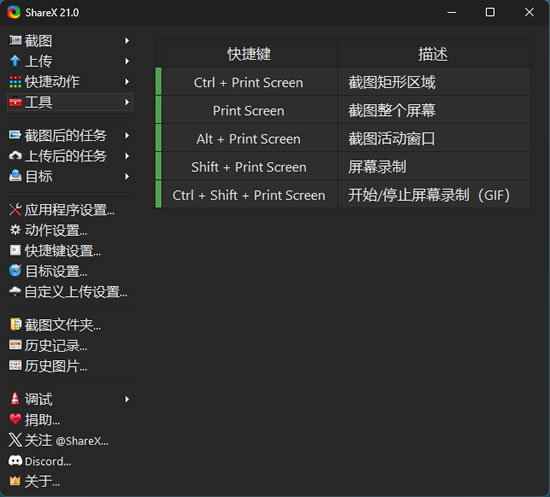 ShareX 21.0
截图
上传
快捷动作
工具
截图后的任务
上传后的任务
目标
应用程序设置...
动作设置...
快捷键设置...
目标设置...
自定义上传设置...
截图文件夹...
历史记录...
历史图片...
调试
捐助...
关注 @ShareX...
Discord...
关于...
快捷键 描述
Ctrl + Print Screen 截图矩形区域
Print Screen 截图整个屏幕
Alt + Print Screen 截图活动窗口
Shift + Print Screen 屏幕录制
Ctrl + Shift + Print Screen 开始/停止屏幕录制（GIF）